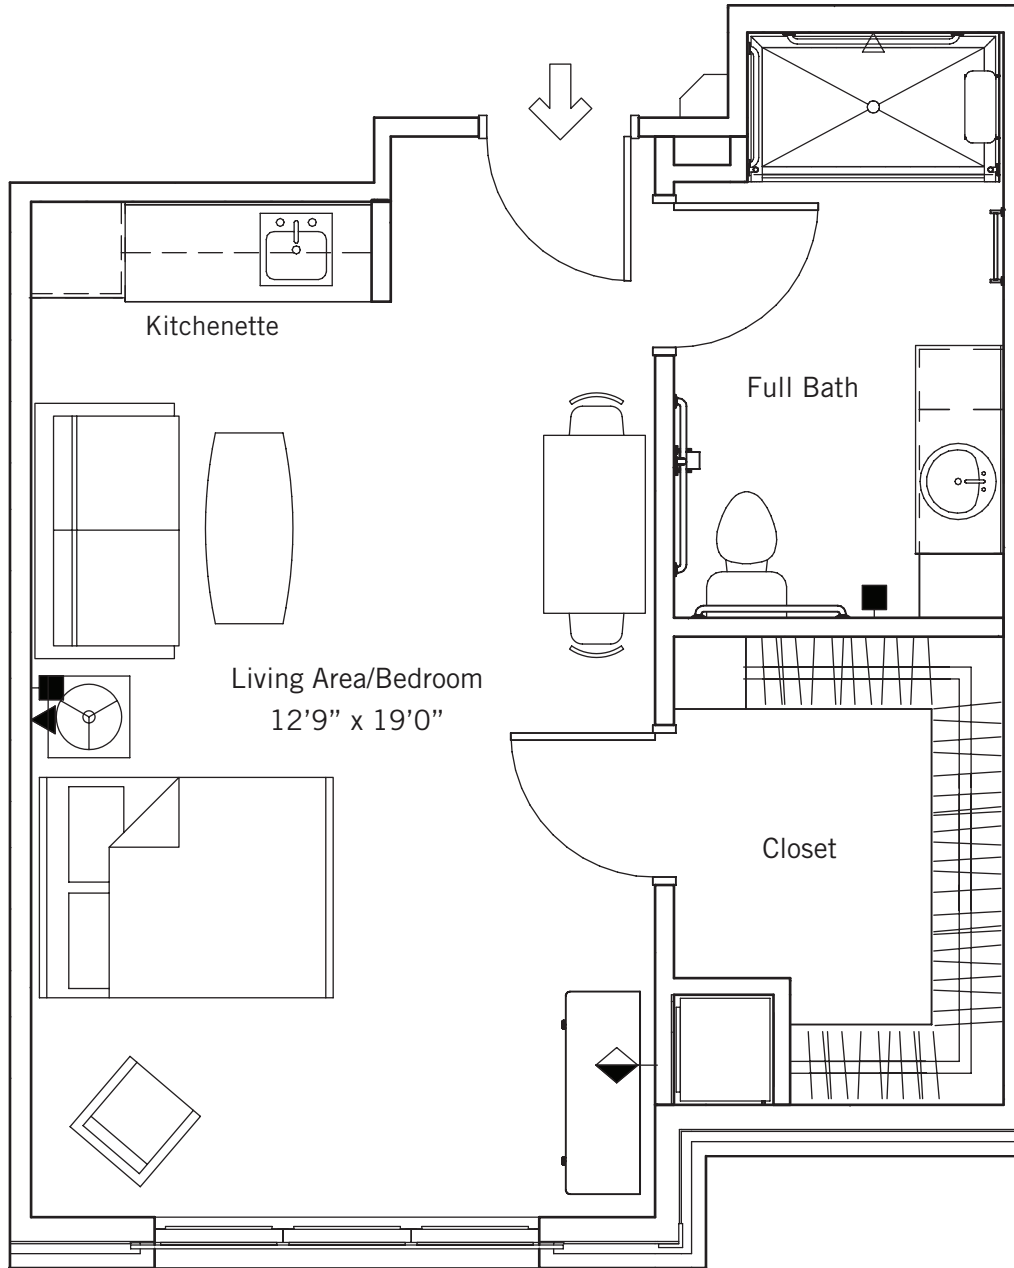 Kitchenette
Full Bath
Living Area/Bedroom
12’9” x 19’0”
Closet